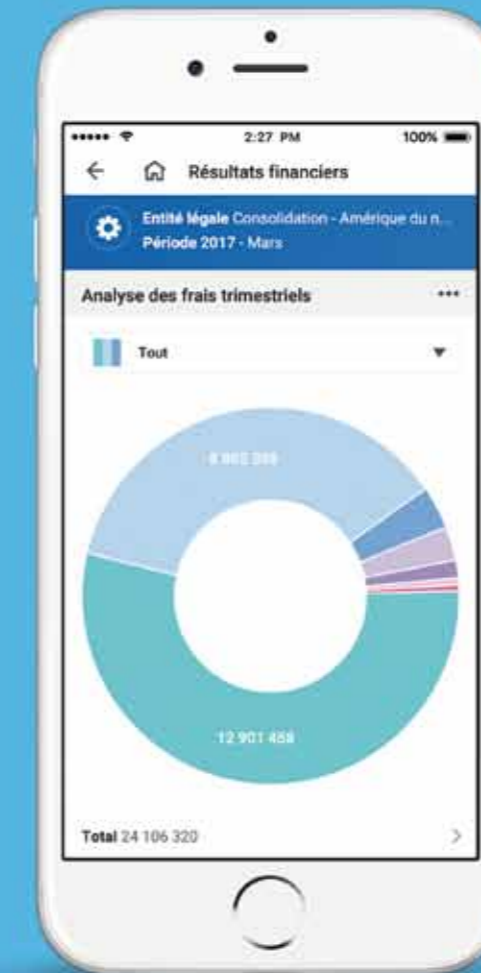 2:27 PM 100%
Résultats financiers
Entité légale Consolidation - Amérique du n...
Période 2017 - Mars
Analyse des frais trimestriels
Tout
12 901 488
Total 24 106 320